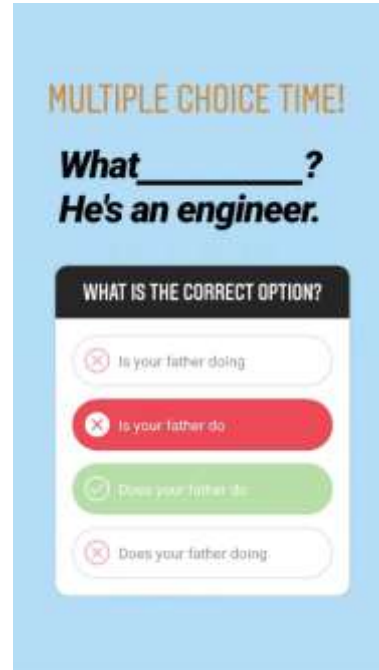 MULTIPLE CHOICE TIME!
What__________?
He's an engineer.
WHAT IS THE CORRECT OPTION?
Is your father doing
Is your father do
Does your father do
Does your father doing